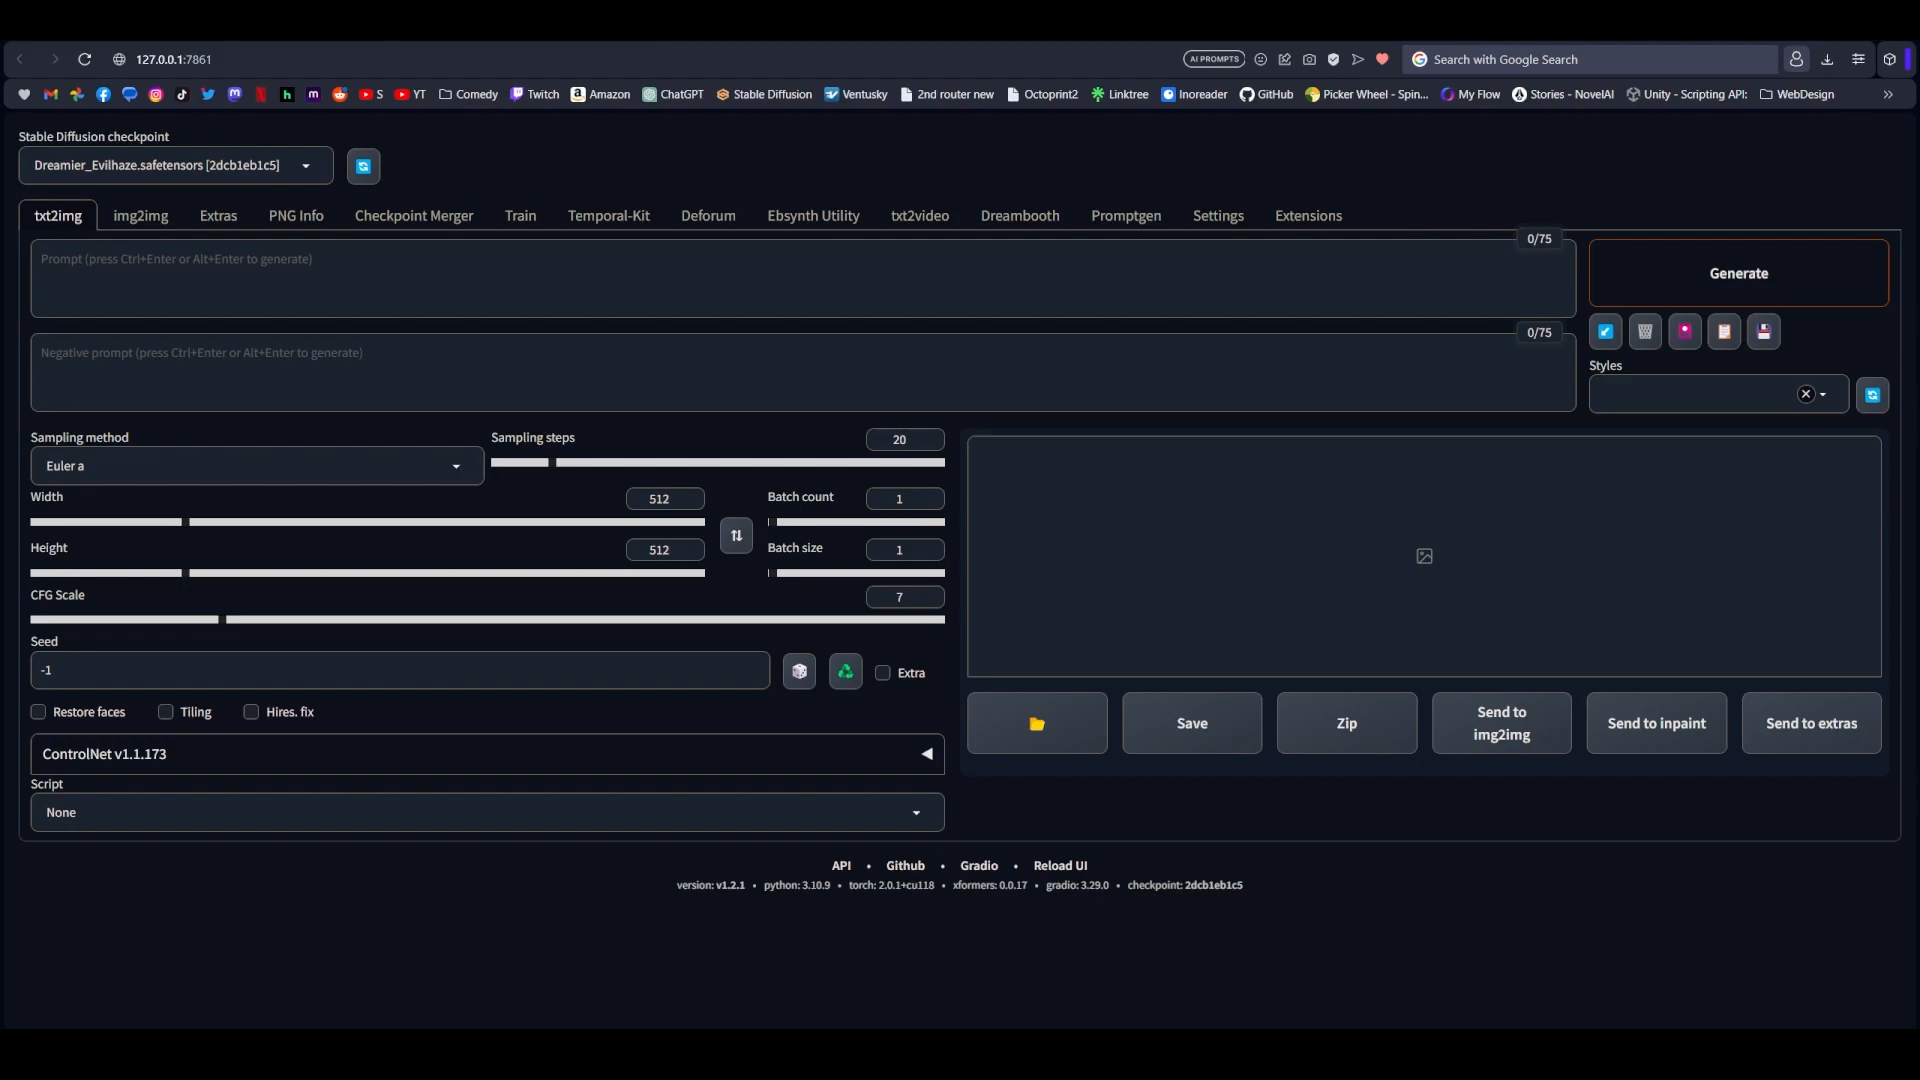 127.0.0.1:7861
AI PROMPTS
Search with Google Search
S
YT
Comedy
Twitch
Amazon
ChatGPT
Stable Diffusion
Ventusky
2nd router new
Octoprint2
Linktree
Inoreader
GitHub
Picker Wheel - Spin...
My Flow
Stories - NovelAI
Unity - Scripting API:
WebDesign
Stable Diffusion checkpoint
Dreamier_Evilhaze.safetensors [2dcb1eb1c5]
txt2img
img2img
Extras
PNG Info
Checkpoint Merger
Train
Temporal-Kit
Deforum
Ebsynth Utility
txt2video
Dreambooth
Promptgen
Settings
Extensions
0/75
Prompt (press Ctrl+Enter or Alt+Enter to generate)
Generate
0/75
Negative prompt (press Ctrl+Enter or Alt+Enter to generate)
Styles
Sampling method
Euler a
Sampling steps
20
Width
512
Batch count
1
Height
512
Batch size
1
CFG Scale
7
Seed
-1
Extra
Restore faces
Tiling
Hires. fix
ControlNet v1.1.173
Script
None
Save
Zip
Send to
img2img
Send to inpaint
Send to extras
API • Github • Gradio • Reload UI
version: v1.2.1 • python: 3.10.9 • torch: 2.0.1+cu118 • xformers: 0.0.17 • gradio: 3.29.0 • checkpoint: 2dcb1eb1c5